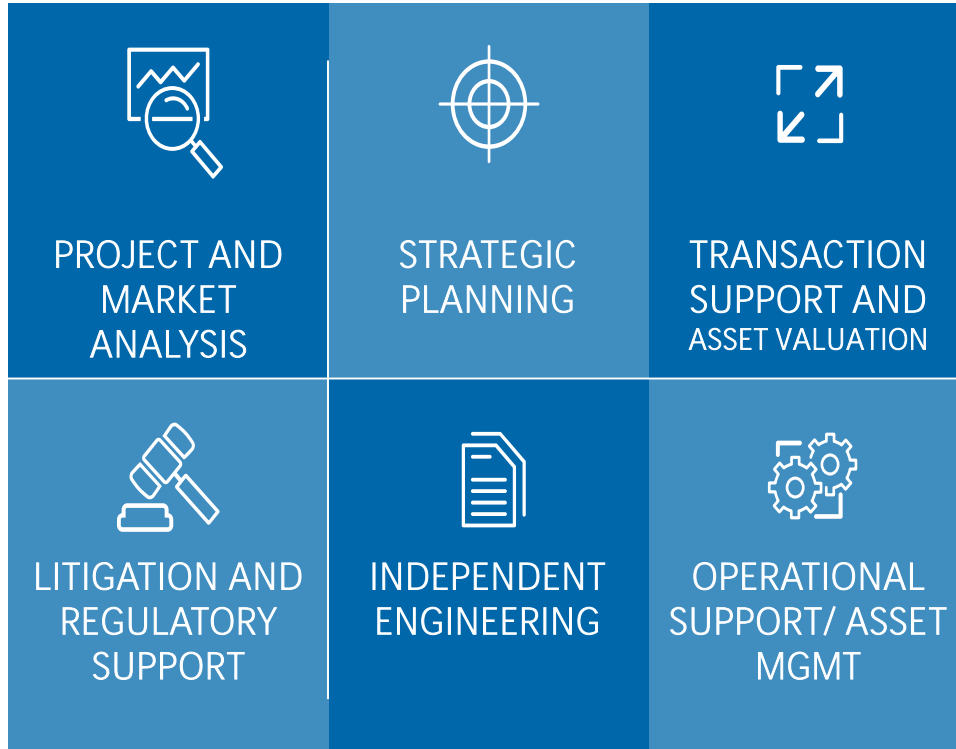 PROJECT AND
MARKET
ANALYSIS
STRATEGIC
PLANNING
TRANSACTION
SUPPORT AND
ASSET VALUATION
LITIGATION AND
REGULATORY
SUPPORT
INDEPENDENT
ENGINEERING
OPERATIONAL
SUPPORT/ ASSET
MGMT